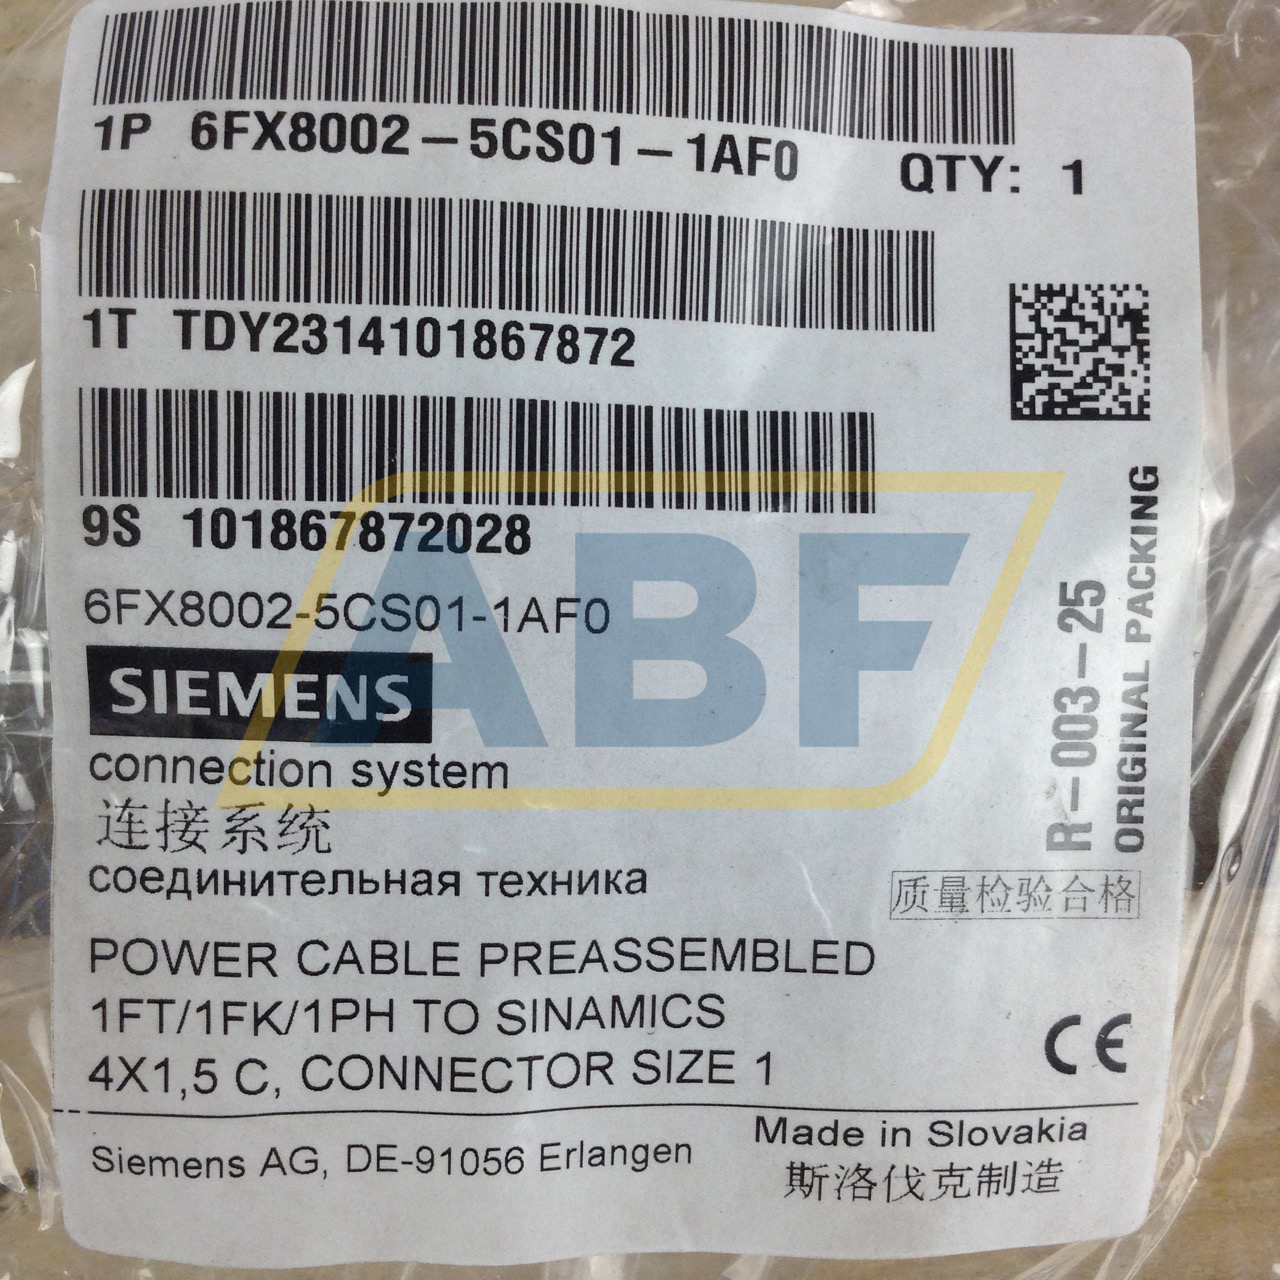 1P 6FX8002-5CS01-1AF0 QTY: 1
1T TDY2314101867872
9S 101867872028
6FX8002-5CS01-1AF0
SIEMENS
connection system
连接系统
соединительная техника
R-003-25
ORIGINAL PACKING
质量检验合格
POWER CABLE PREASSEMBLED
1FT/1FK/1PH TO SINAMICS
4X1,5 C, CONNECTOR SIZE 1
CE
Siemens AG, DE-91056 Erlangen
Made in Slovakia
斯洛伐克制造
ABF